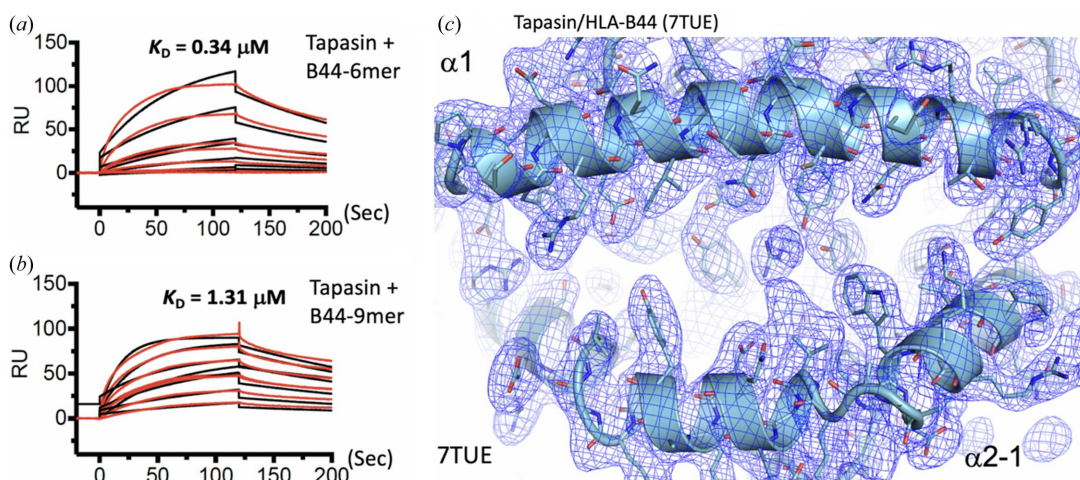 (a)
150
100
50
0
RU
K_D = 0.34 μM
Tapasin +
B44-6mer
0 50 100 150 200 (Sec)
(b)
150
100
50
0
RU
K_D = 1.31 μM
Tapasin +
B44-9mer
0 50 100 150 200 (Sec)
(c)
Tapasin/HLA-B44 (7TUE)
α1
7TUE
α2-1